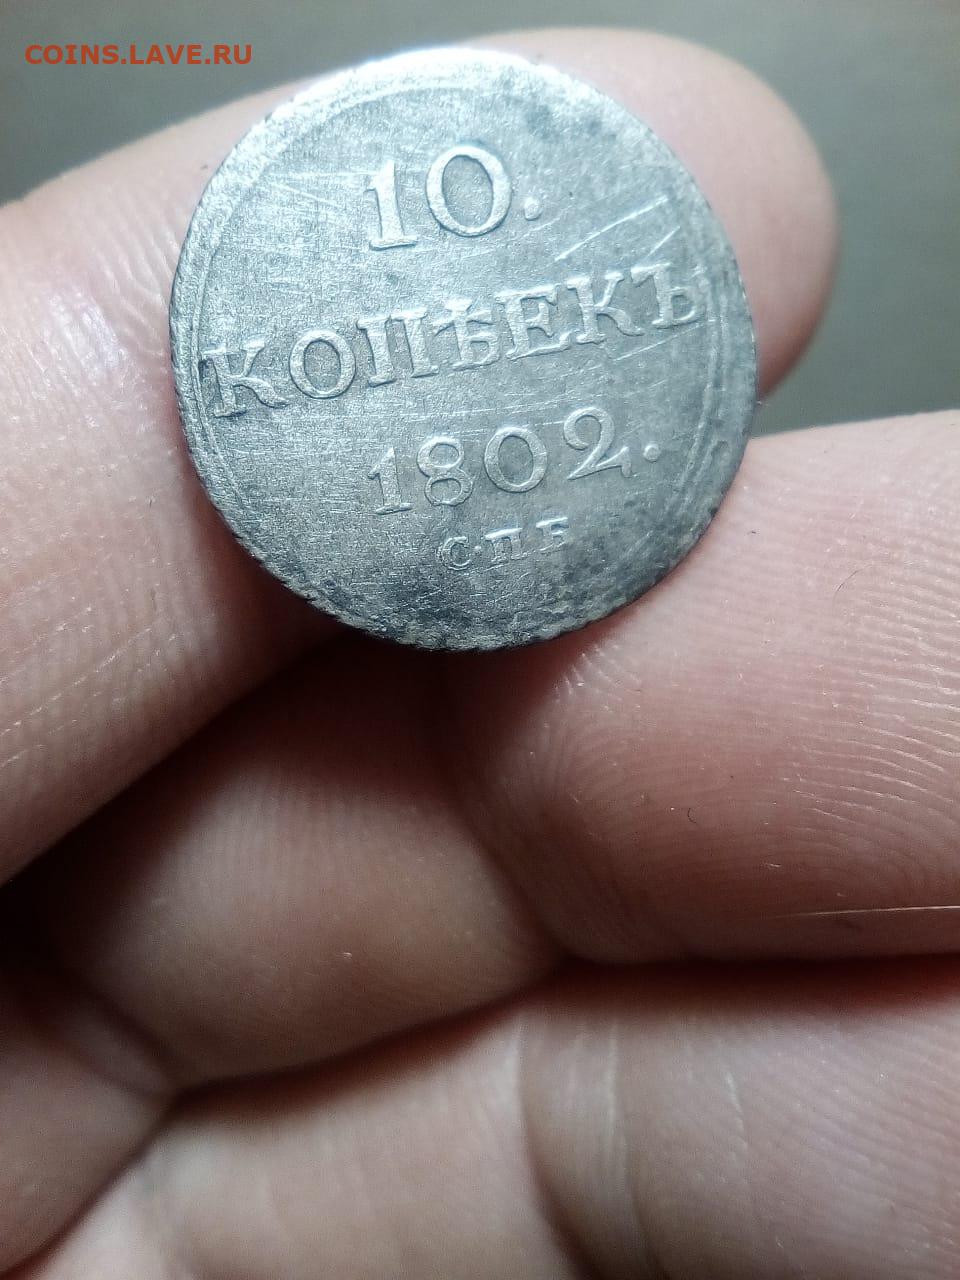 COINS.LAVE.RU
10.
КОПѢЕКЪ
1802.
С·П Б